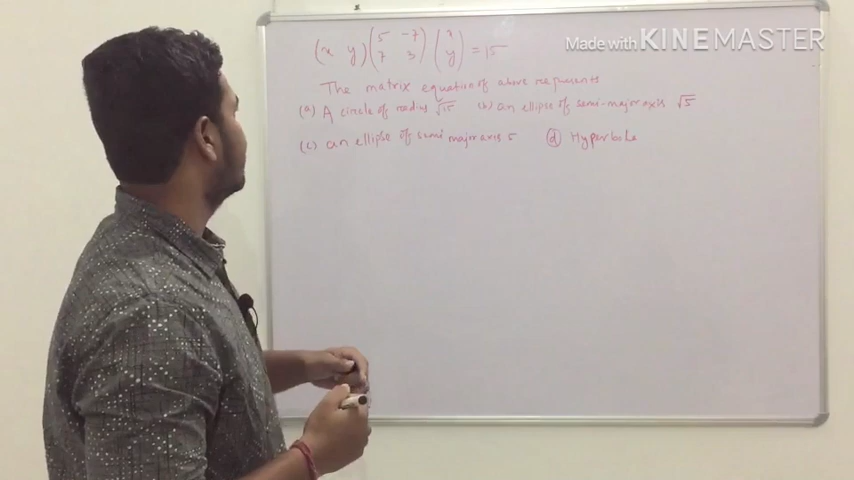 (x y) (5 -7) (x) = 15
7 3 y
Made with KINEMASTER
The matrix equation of above represents
(a) A circle of radius √15 (b) an ellipse of semi-major axis √5
(c) an ellipse of semi major axis 5 (d) Hyperbola